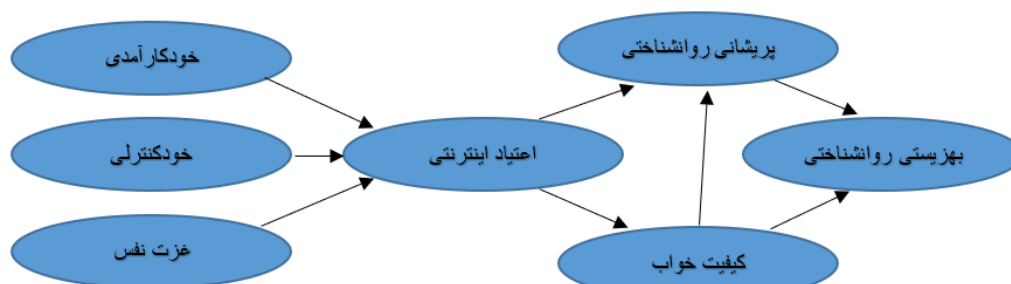 خودکارآمدی
پریشانی روانشناختی
خودکنترلی
اعتیاد اینترنتی
بهزیستی روانشناختی
عزت نفس
کیفیت خواب